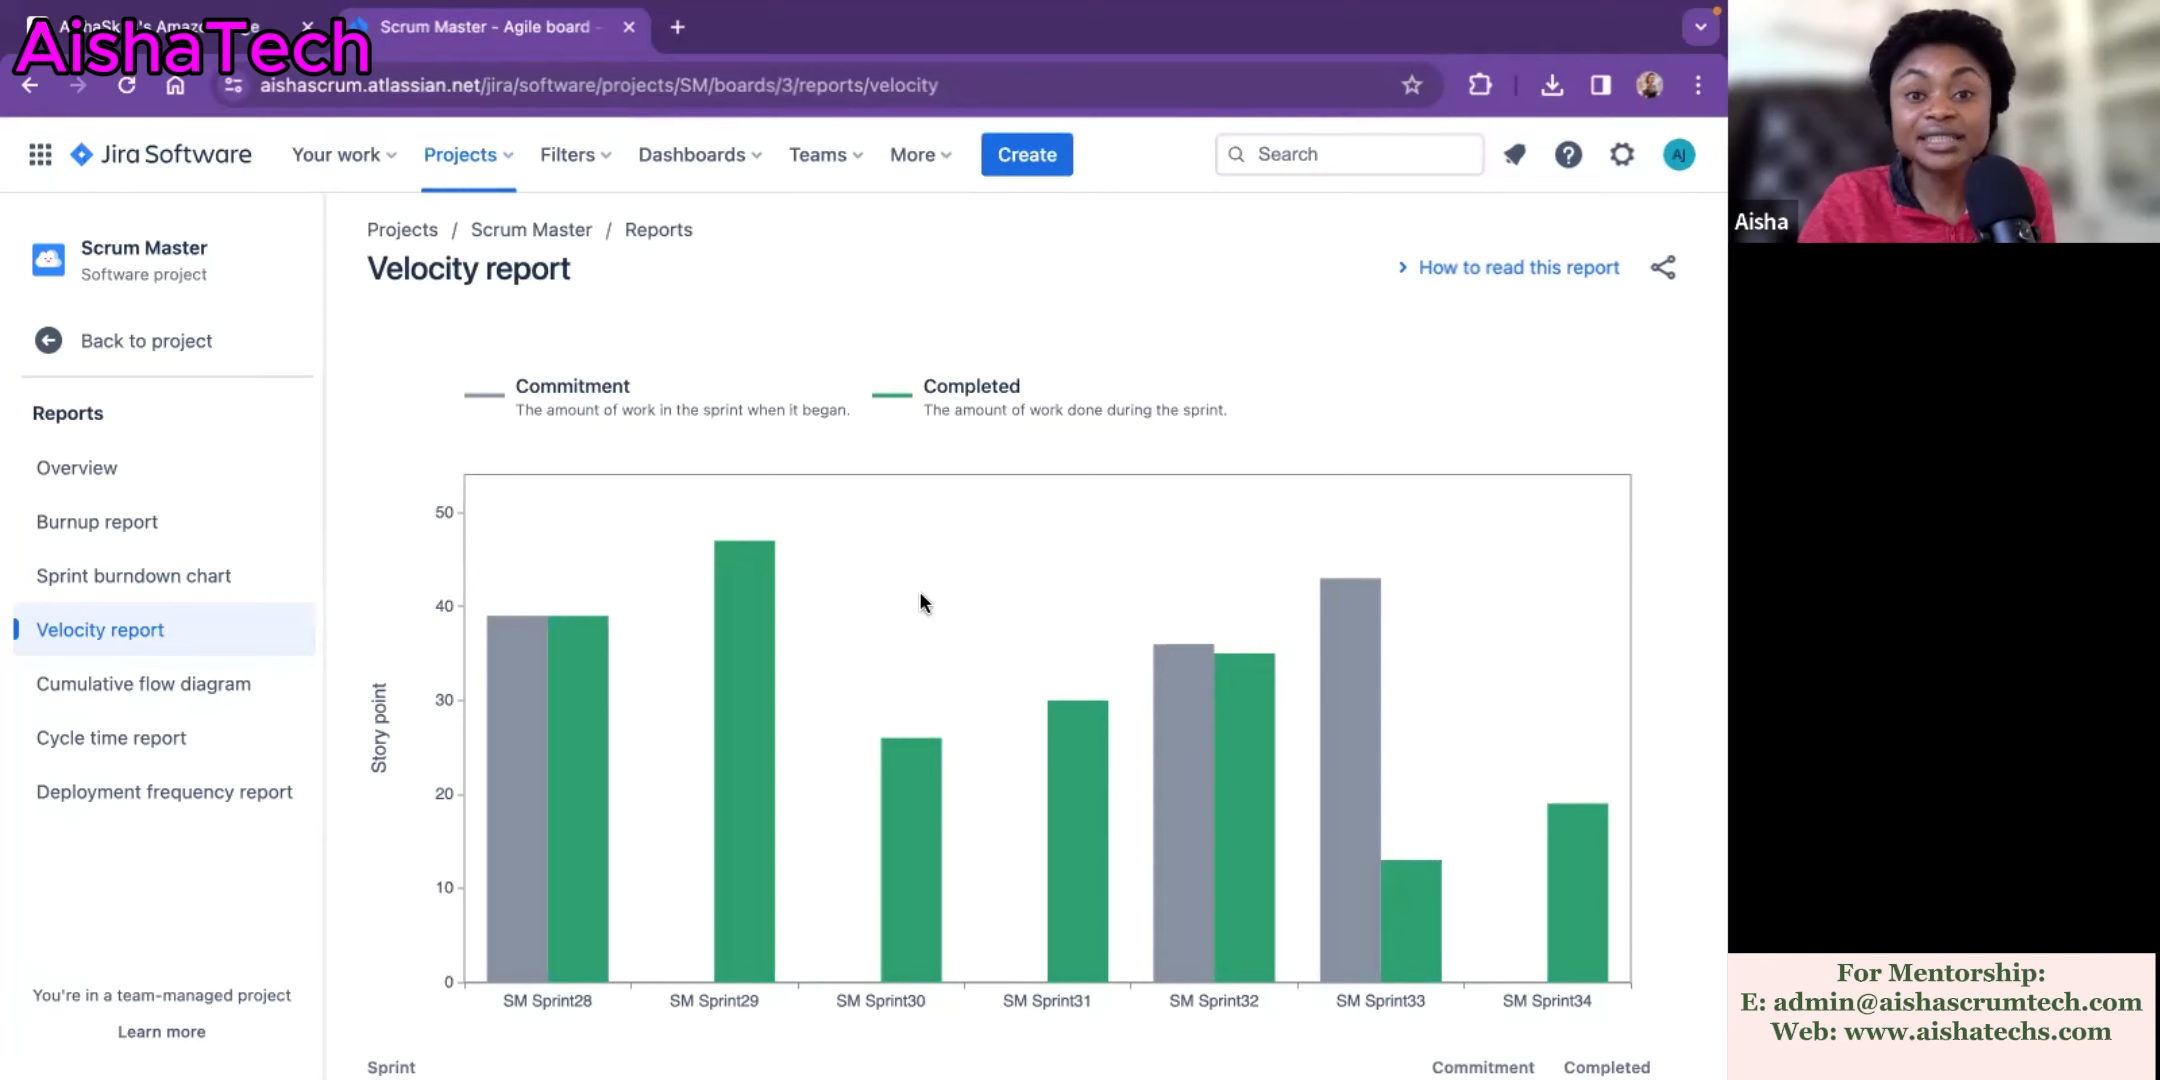 AishaTech
Scrum Master - Agile board -
aishascrum.atlassian.net/jira/software/projects/SM/boards/3/reports/velocity
Jira Software
Your work
Projects
Filters
Dashboards
Teams
More
Create
Search
AJ
Aisha
Scrum Master
Software project
Back to project
Reports
Overview
Burnup report
Sprint burndown chart
Velocity report
Cumulative flow diagram
Cycle time report
Deployment frequency report
You're in a team-managed project
Learn more
Projects / Scrum Master / Reports
Velocity report
How to read this report
Commitment
The amount of work in the sprint when it began.
Completed
The amount of work done during the sprint.
Story point
50
40
30
20
10
0
SM Sprint28
SM Sprint29
SM Sprint30
SM Sprint31
SM Sprint32
SM Sprint33
SM Sprint34
Sprint
Commitment
Completed
For Mentorship:
E: admin@aishascrumtech.com
Web: www.aishatechs.com